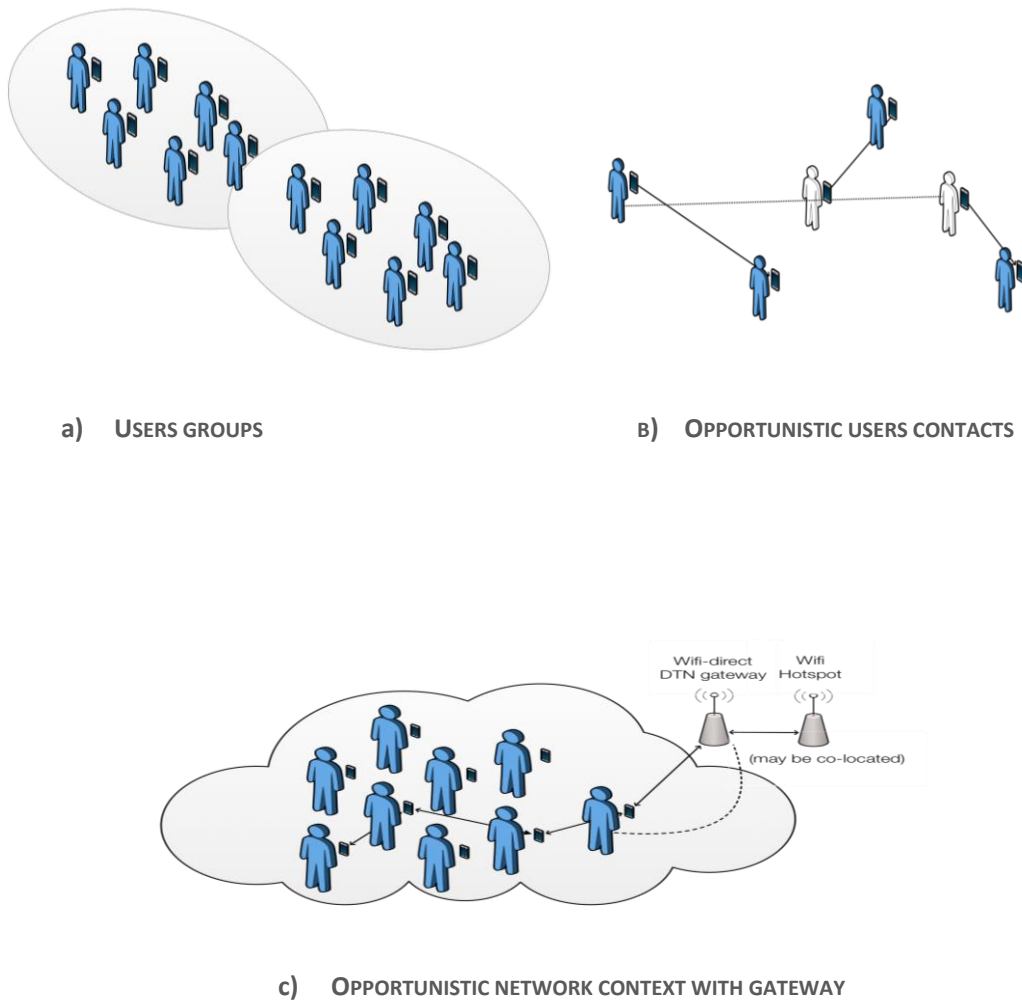 a) USERS GROUPS
B) OPPORTUNISTIC USERS CONTACTS
Wifi-direct
DTN gateway
Wifi
Hotspot
(may be co-located)
c) OPPORTUNISTIC NETWORK CONTEXT WITH GATEWAY